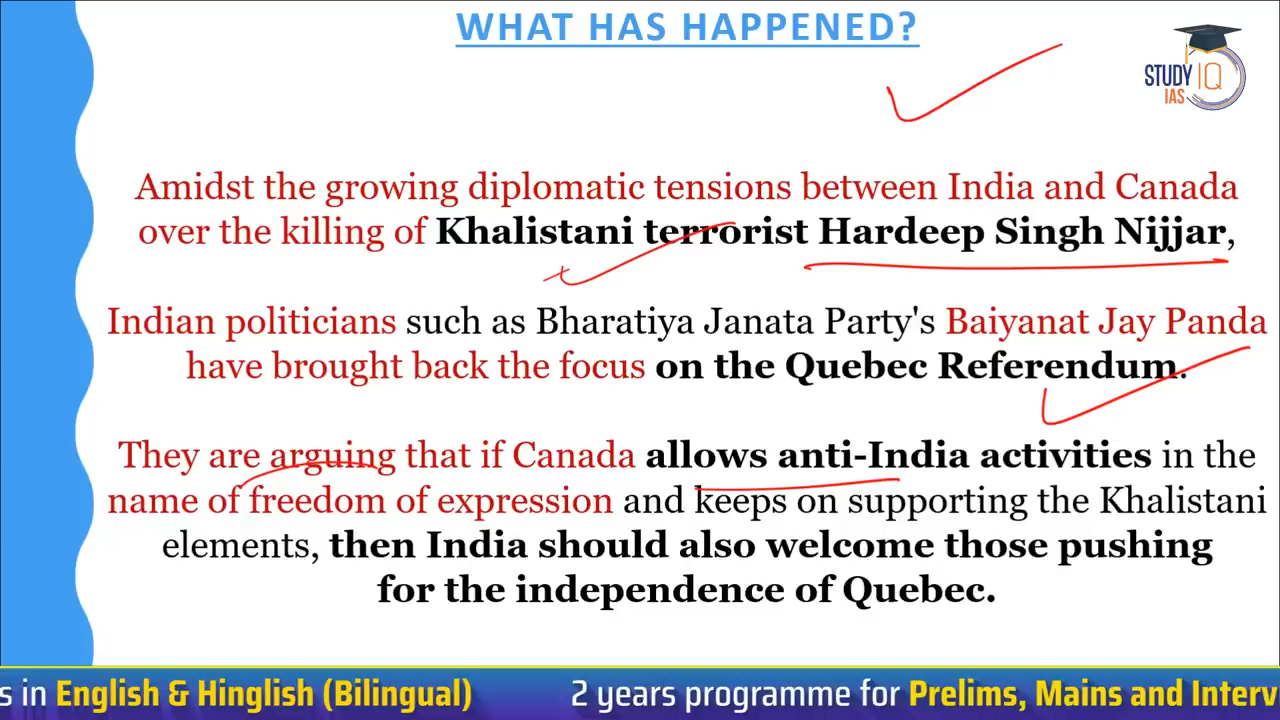 WHAT HAS HAPPENED?
STUDY IQ
IAS
Amidst the growing diplomatic tensions between India and Canada
over the killing of Khalistani terrorist Hardeep Singh Nijjar,
Indian politicians such as Bharatiya Janata Party's Baiyanat Jay Panda
have brought back the focus on the Quebec Referendum.
They are arguing that if Canada allows anti-India activities in the
name of freedom of expression and keeps on supporting the Khalistani
elements, then India should also welcome those pushing
for the independence of Quebec.
s in English & Hinglish (Bilingual) 2 years programme for Prelims, Mains and Interv